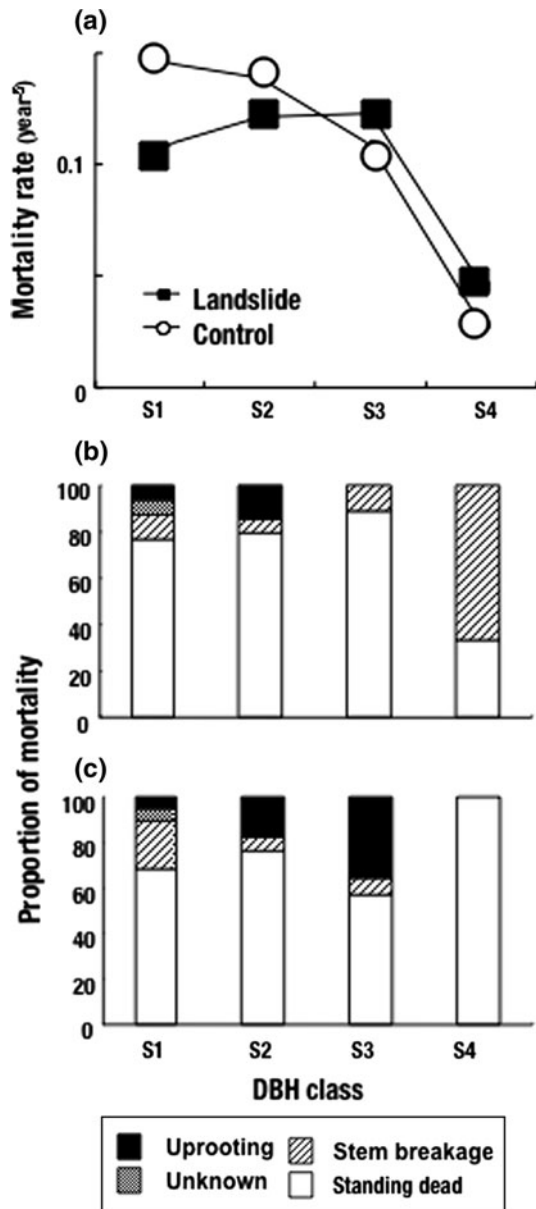 (a)
Mortality rate (year⁻⁵)
0.1
0
Landslide
Control
S1 S2 S3 S4
(b)
100
80
60
40
20
0
Proportion of mortality
(c)
100
80
60
40
20
0
S1 S2 S3 S4
DBH class
Uprooting
Stem breakage
Unknown
Standing dead